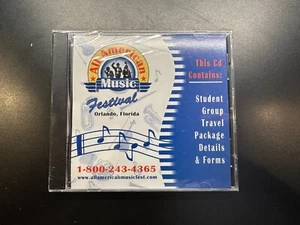 All American
Music
Festival
Orlando, Florida
This Cd
Contains:
Student
Group
Travel
Package
Details
& Forms
1-800-243-4365
www.allamericanmusicfest.com